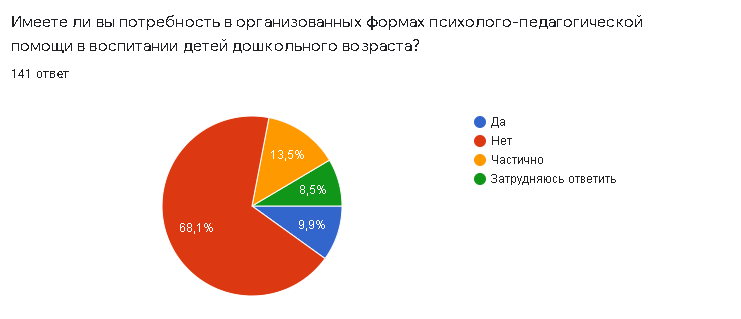 Имеете ли вы потребность в организованных формах психолого-педагогической
помощи в воспитании детей дошкольного возраста?
141 ответ
Да
Нет
Частично
Затрудняюсь ответить
13,5%
8,5%
9,9%
68,1%